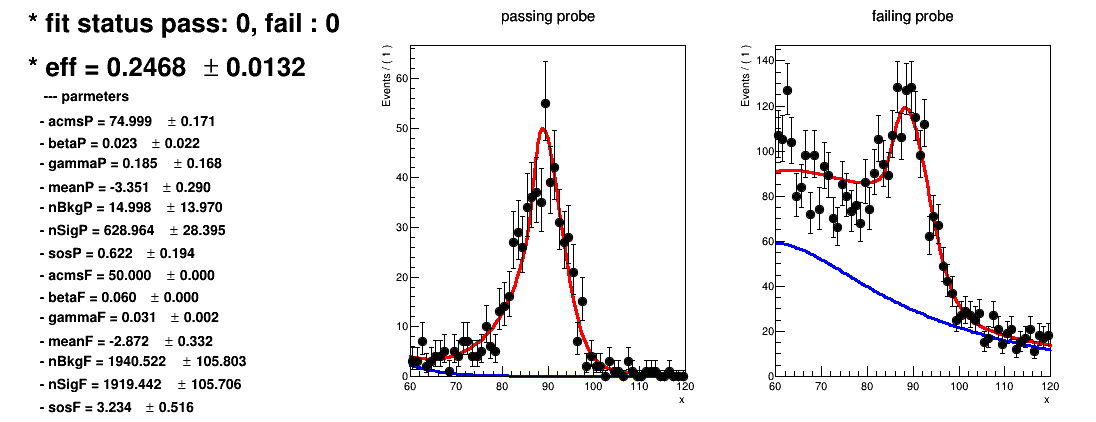 * fit status pass: 0, fail : 0
* eff = 0.2468 ± 0.0132
--- parmeters
- acmsP = 74.999 ± 0.171
- betaP = 0.023 ± 0.022
- gammaP = 0.185 ± 0.168
- meanP = -3.351 ± 0.290
- nBkgP = 14.998 ± 13.970
- nSigP = 628.964 ± 28.395
- sosP = 0.622 ± 0.194
- acmsF = 50.000 ± 0.000
- betaF = 0.060 ± 0.000
- gammaF = 0.031 ± 0.002
- meanF = -2.872 ± 0.332
- nBkgF = 1940.522 ± 105.803
- nSigF = 1919.442 ± 105.706
- sosF = 3.234 ± 0.516
passing probe
Events / ( 1 )
60
50
40
30
20
10
0
60 70 80 90 100 110 120
x
failing probe
Events / ( 1 )
140
120
100
80
60
40
20
0
60 70 80 90 100 110 120
x